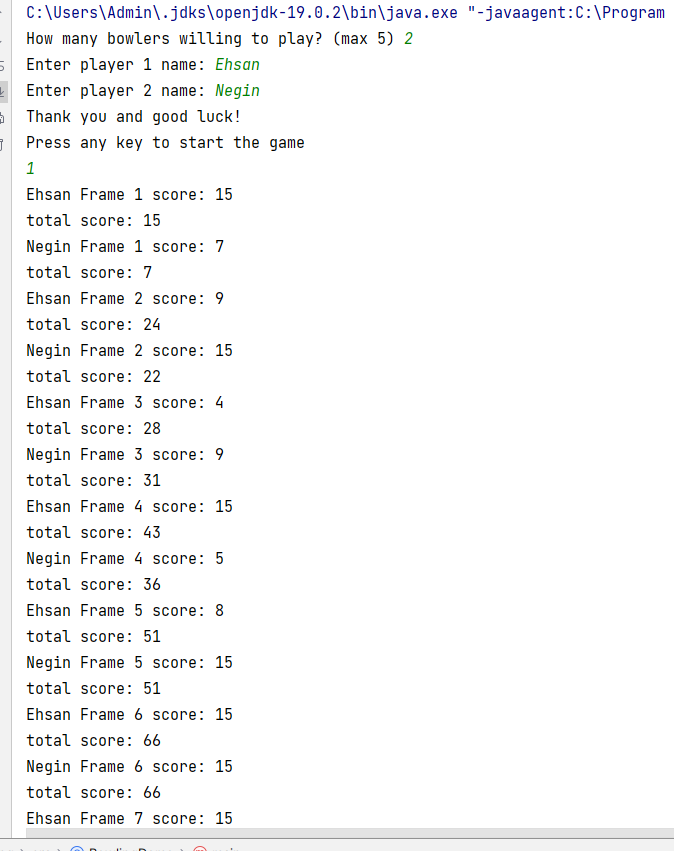 C:\Users\Admin\.jdks\openjdk-19.0.2\bin\java.exe "-javaagent:C:\Program
How many bowlers willing to play? (max 5) 2
Enter player 1 name: Ehsan
Enter player 2 name: Negin
Thank you and good luck!
Press any key to start the game
1
Ehsan Frame 1 score: 15
total score: 15
Negin Frame 1 score: 7
total score: 7
Ehsan Frame 2 score: 9
total score: 24
Negin Frame 2 score: 15
total score: 22
Ehsan Frame 3 score: 4
total score: 28
Negin Frame 3 score: 9
total score: 31
Ehsan Frame 4 score: 15
total score: 43
Negin Frame 4 score: 5
total score: 36
Ehsan Frame 5 score: 8
total score: 51
Negin Frame 5 score: 15
total score: 51
Ehsan Frame 6 score: 15
total score: 66
Negin Frame 6 score: 15
total score: 66
Ehsan Frame 7 score: 15